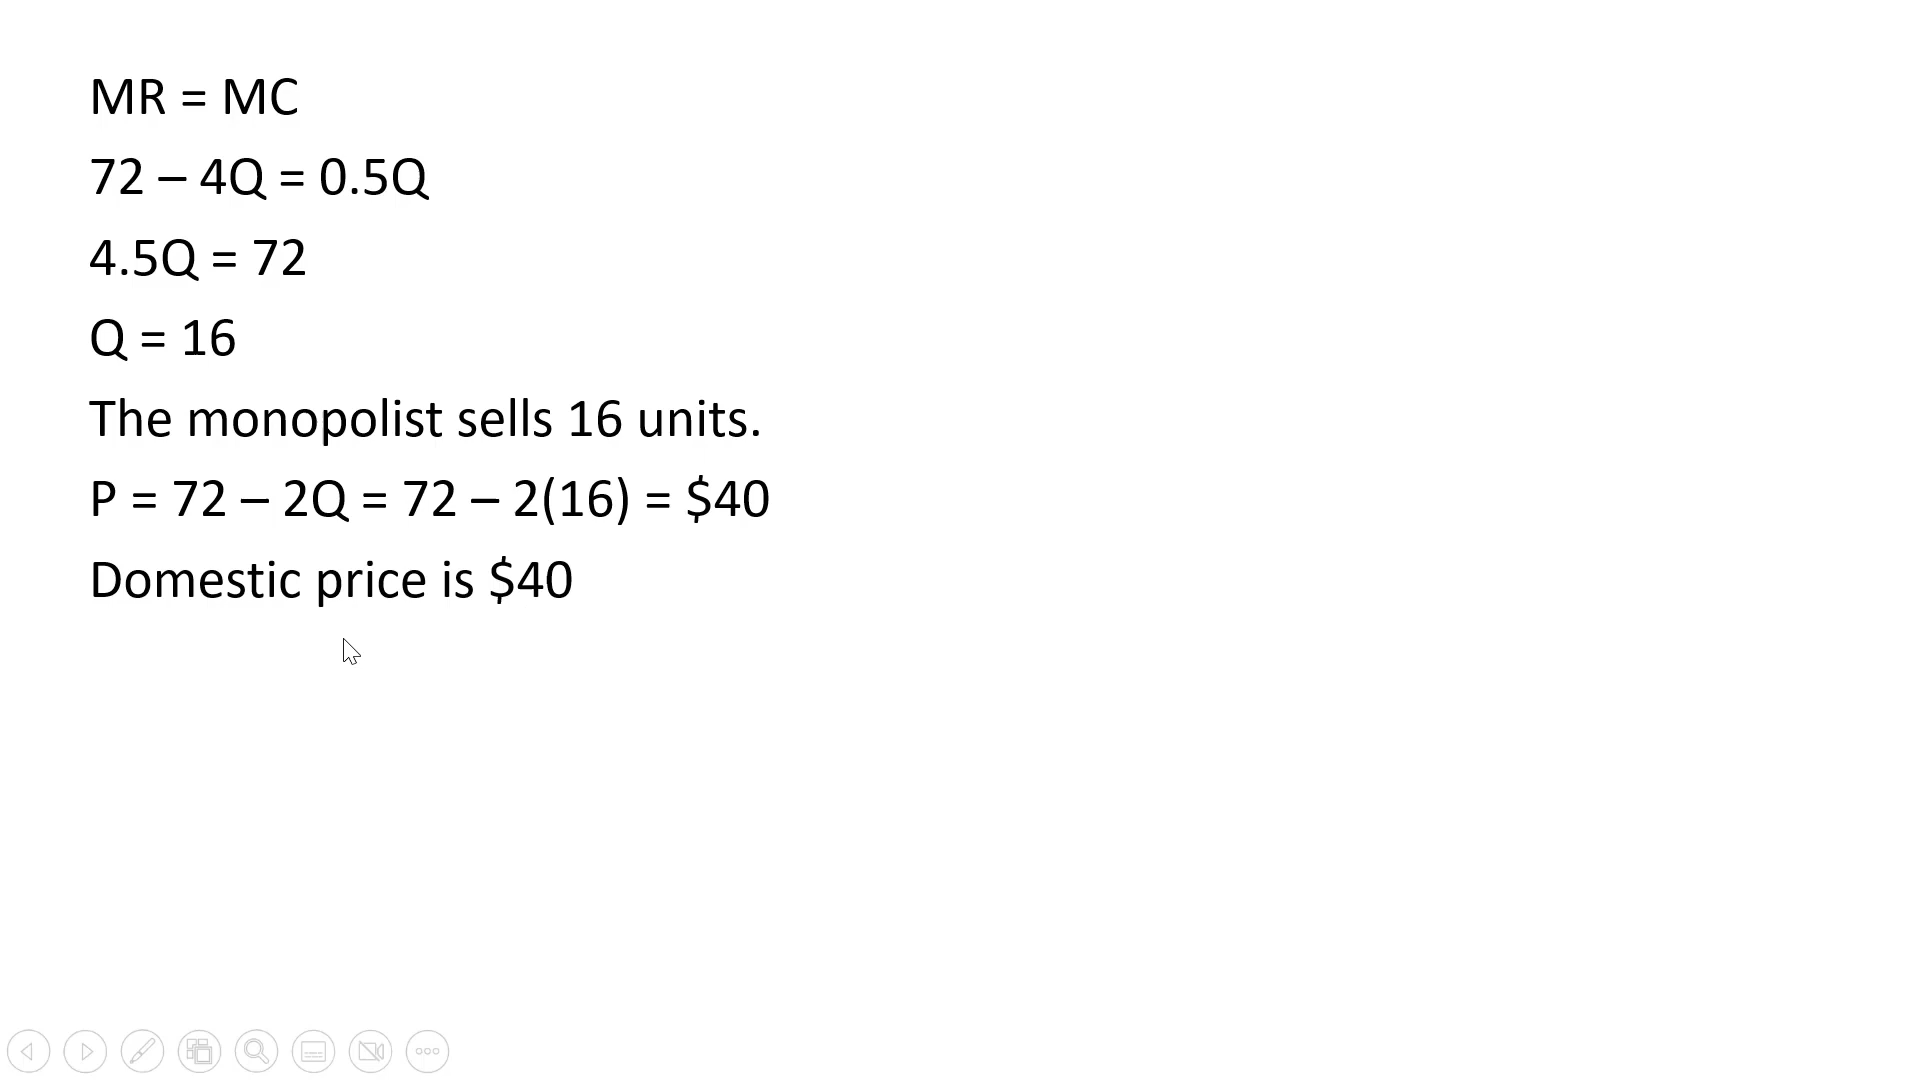 MR = MC
72 – 4Q = 0.5Q
4.5Q = 72
Q = 16
The monopolist sells 16 units.
P = 72 – 2Q = 72 – 2(16) = $40
Domestic price is $40